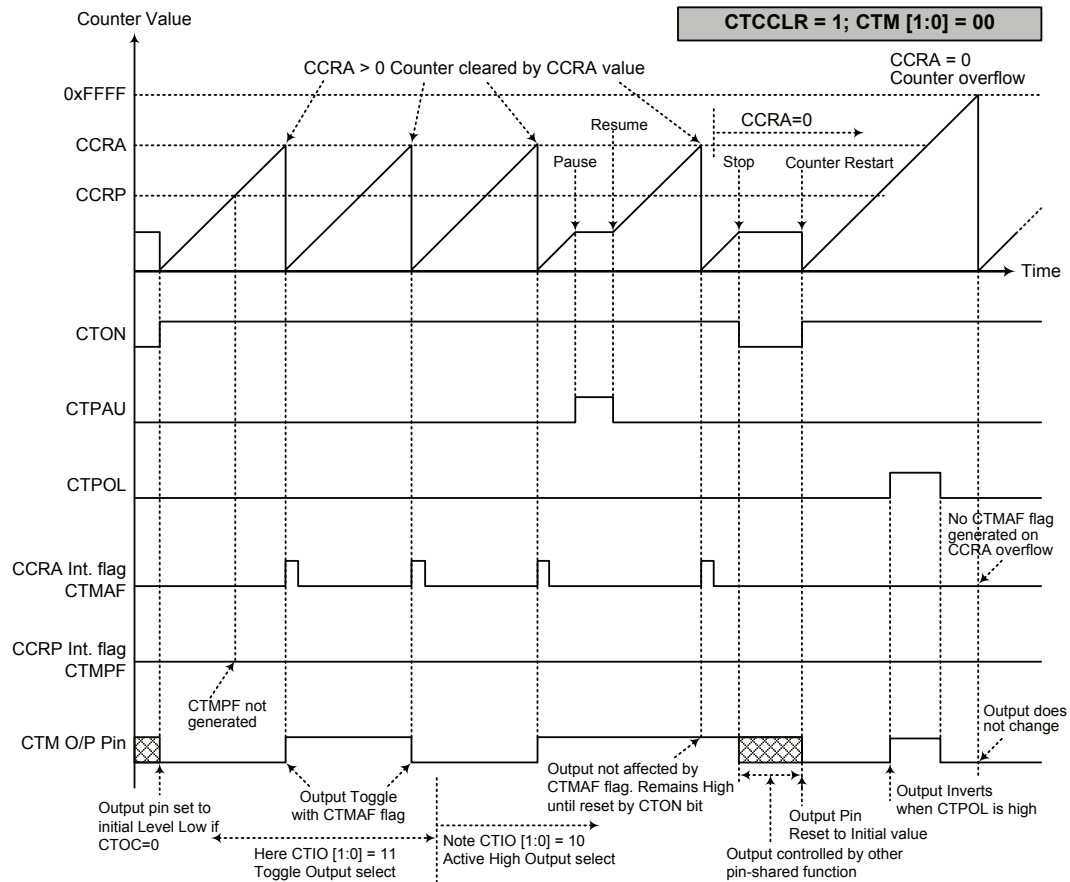 Counter Value
CTCCLR = 1; CTM [1:0] = 00
CCRA > 0 Counter cleared by CCRA value
CCRA = 0
Counter overflow
0xFFFF
CCRA=0
Resume
CCRA
Pause
Stop
Counter Restart
CCRP
Time
CTON
CTPAU
CTPOL
No CTMAF flag
generated on
CCRA overflow
CCRA Int. flag
CTMAF
CCRP Int. flag
CTMPF
CTMPF not
generated
Output does
not change
CTM O/P Pin
Output pin set to
initial Level Low if
CTOC=0
Output Toggle
with CTMAF flag
Output not affected by
CTMAF flag. Remains High
until reset by CTON bit
Output Inverts
when CTPOL is high
Output Pin
Reset to Initial value
Here CTIO [1:0] = 11
Toggle Output select
Note CTIO [1:0] = 10
Active High Output select
Output controlled by other
pin-shared function